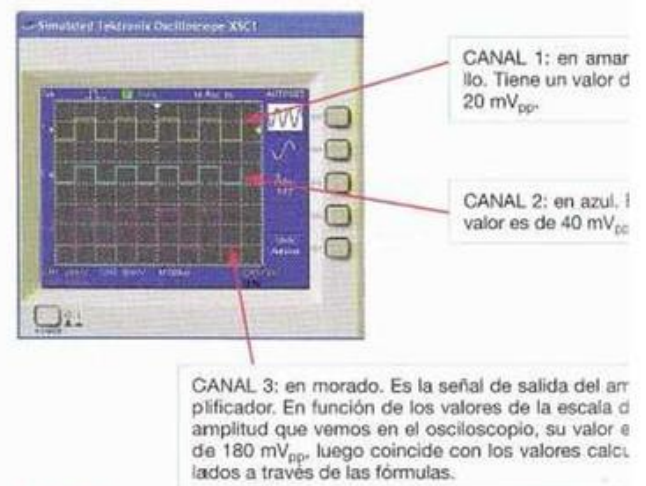 Simulated Tektronix Oscilloscope XSC1
AUTOSET
CANAL 1: en amar
llo. Tiene un valor d
20 mVpp.
CANAL 2: en azul.
valor es de 40 mVpp
CANAL 3: en morado. Es la señal de salida del am
plificador. En función de los valores de la escala d
amplitud que vemos en el osciloscopio, su valor e
de 180 mVpp, luego coincide con los valores calcu
lados a través de las fórmulas.
POWER